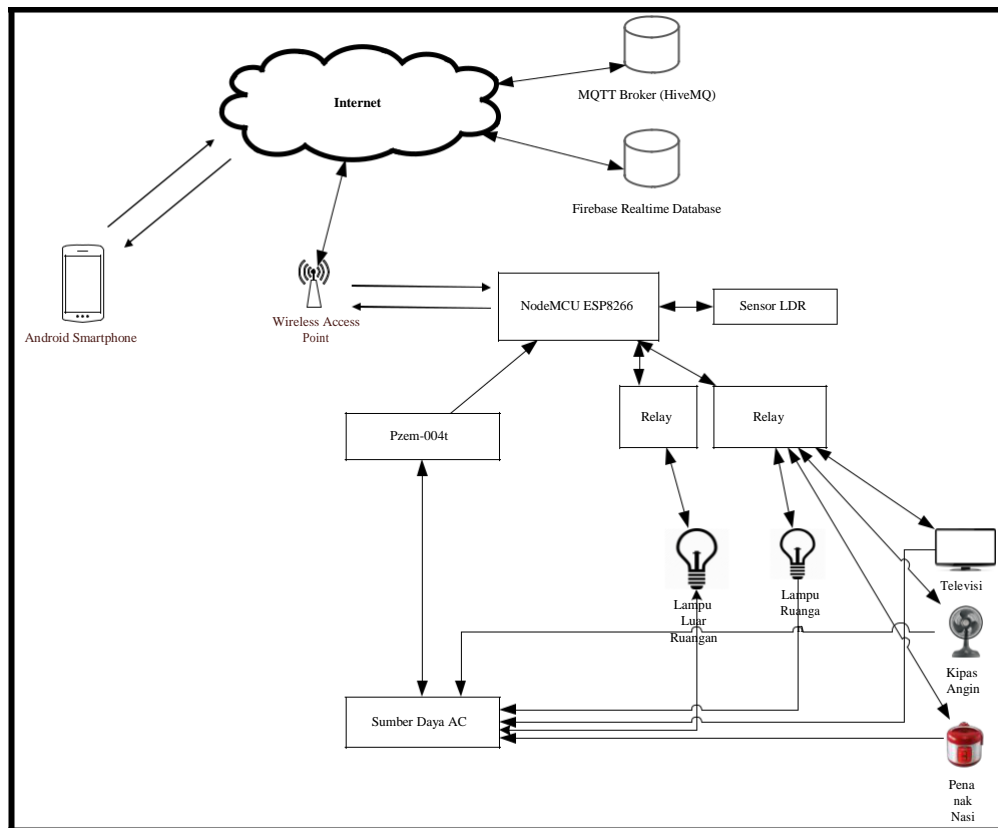 Internet
MQTT Broker (HiveMQ)
Firebase Realtime Database
Android Smartphone
Wireless Access
Point
NodeMCU ESP8266
Sensor LDR
Pzem-004t
Relay
Relay
Lampu
Luar
Ruangan
Lampu
Ruanga
n
Televisi
Kipas
Angin
Sumber Daya AC
Pena
nak
Nasi